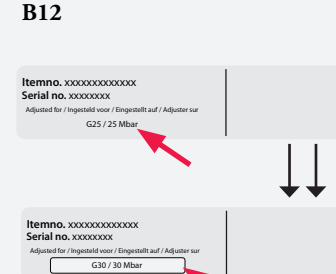 B12
Itemno. xxxxxxxxxxxxx
Serial no. xxxxxxxx
Adjusted for / Ingesteld voor / Eingestellt auf / Adjuster sur
G25 / 25 Mbar
Itemno. xxxxxxxxxxxxx
Serial no. xxxxxxxx
Adjusted for / Ingesteld voor / Eingestellt auf / Adjuster sur
G30 / 30 Mbar